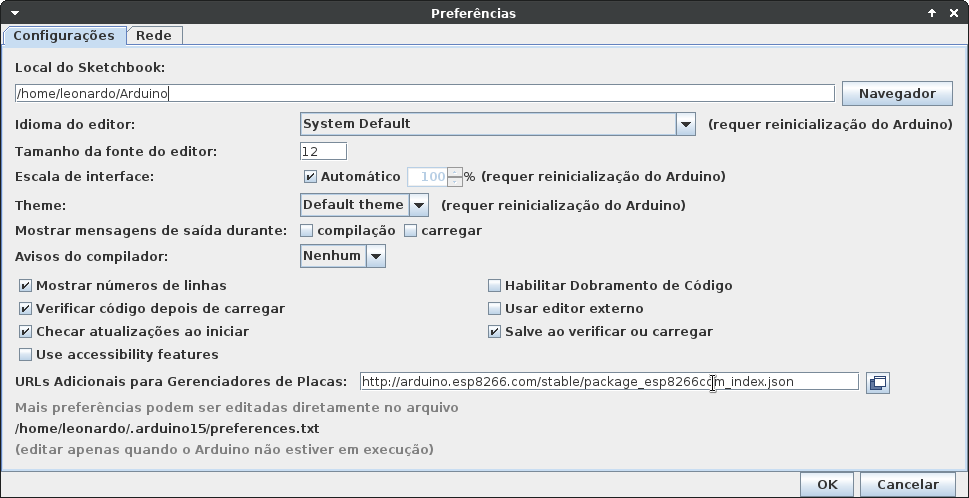 Preferências
Configurações Rede
Local do Sketchbook:
/home/leonardo/Arduino Navegador
Idioma do editor: System Default (requer reinicialização do Arduino)
Tamanho da fonte do editor: 12
Escala de interface: Automático 100 % (requer reinicialização do Arduino)
Theme: Default theme (requer reinicialização do Arduino)
Mostrar mensagens de saída durante: compilação carregar
Avisos do compilador: Nenhum
Mostrar números de linhas Habilitar Dobramento de Código
Verificar código depois de carregar Usar editor externo
Checar atualizações ao iniciar Salve ao verificar ou carregar
Use accessibility features
URLs Adicionais para Gerenciadores de Placas: http://arduino.esp8266.com/stable/package_esp8266com_index.json
Mais preferências podem ser editadas diretamente no arquivo
/home/leonardo/.arduino15/preferences.txt
(editar apenas quando o Arduino não estiver em execução)
OK Cancelar